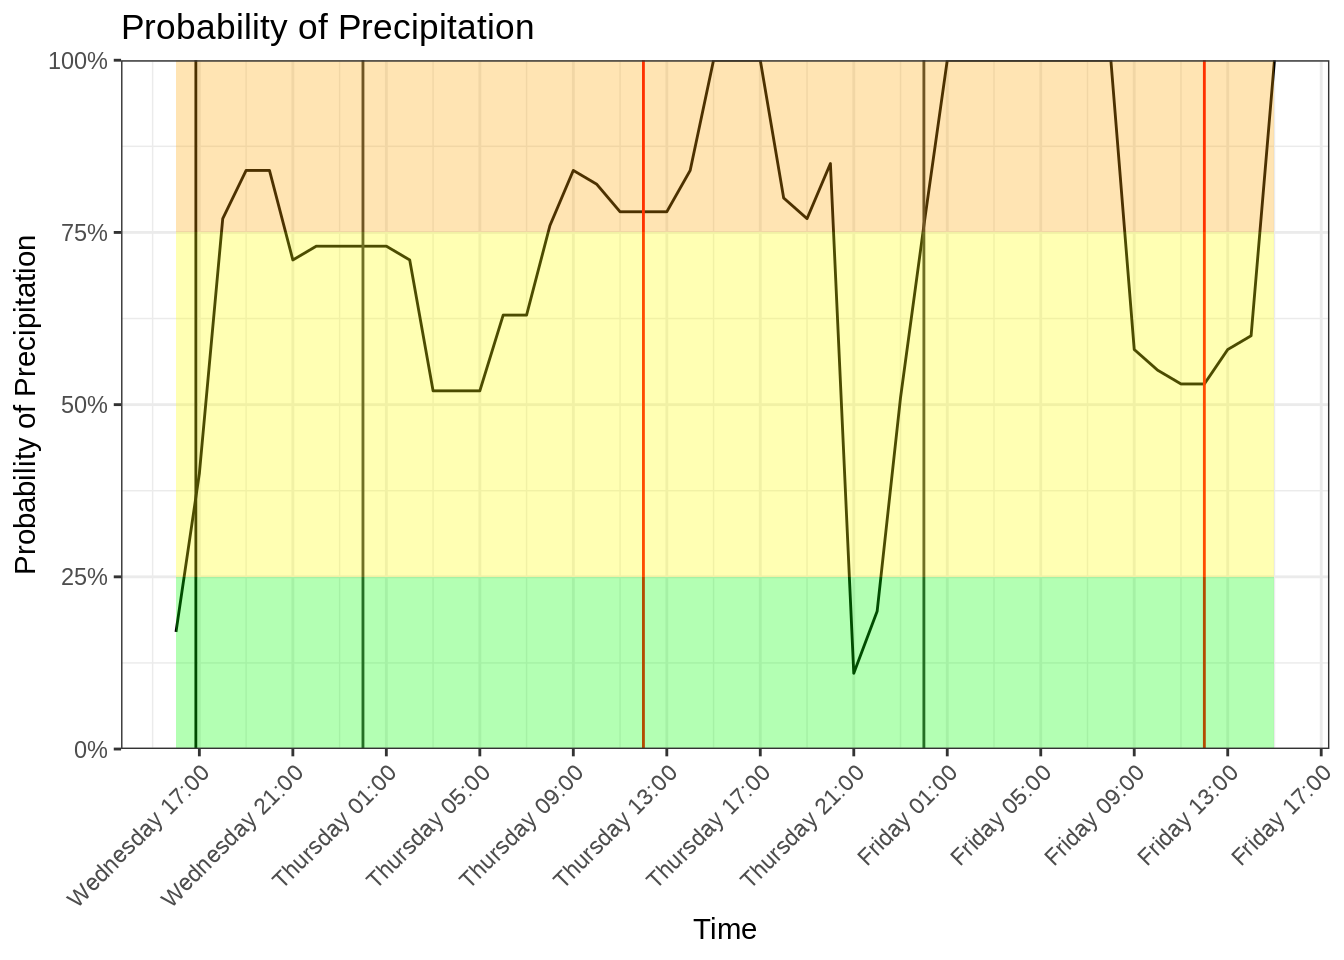 Probability of Precipitation
Probability of Precipitation
100%
75%
50%
25%
0%
Wednesday 17:00
Wednesday 21:00
Thursday 01:00
Thursday 05:00
Thursday 09:00
Thursday 13:00
Thursday 17:00
Thursday 21:00
Friday 01:00
Friday 05:00
Friday 09:00
Friday 13:00
Friday 17:00
Time